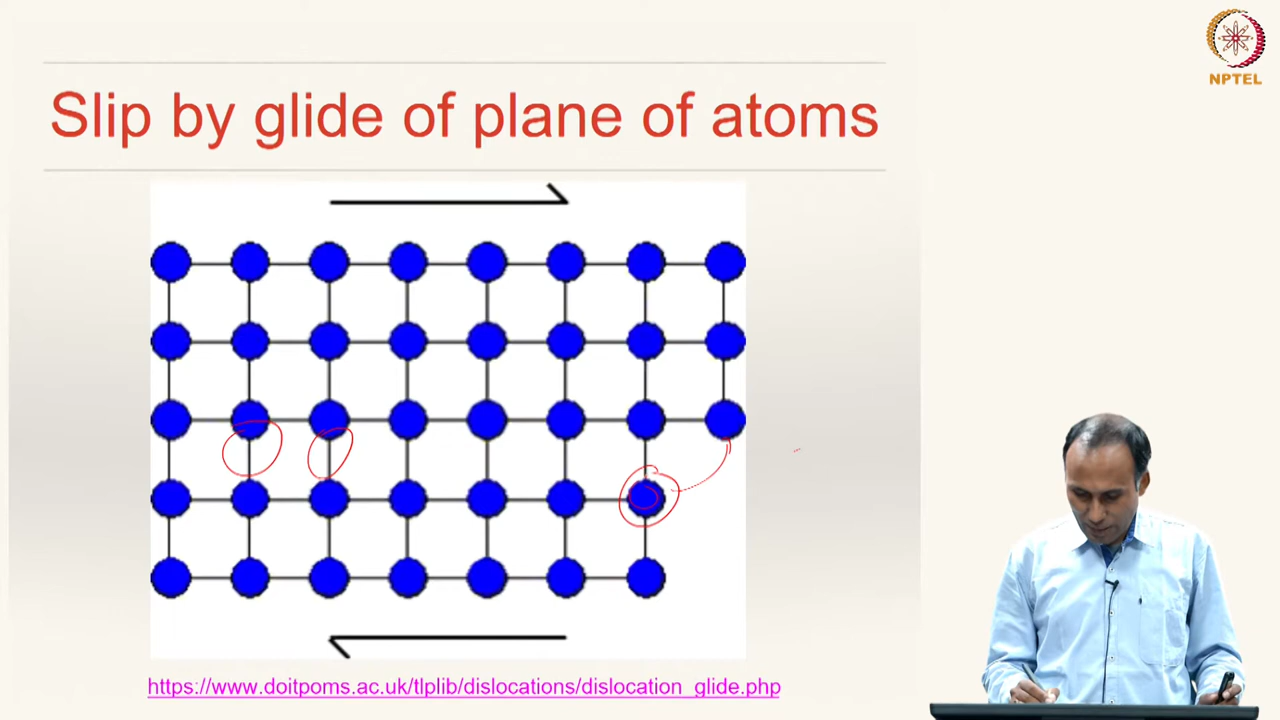 NPTEL
Slip by glide of plane of atoms
https://www.doitpoms.ac.uk/tlplib/dislocations/dislocation_glide.php